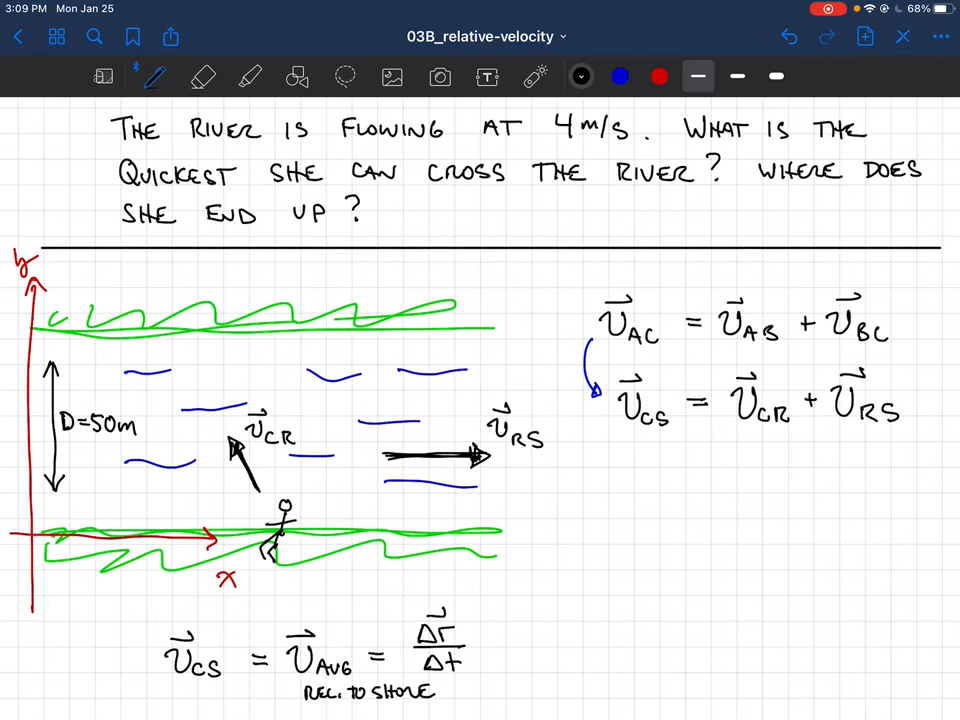 3:09 PM Mon Jan 25
68%
03B_relative-velocity
THE RIVER IS FLOWING AT 4 m/s. WHAT IS THE
QUICKEST SHE CAN CROSS THE RIVER? WHERE DOES
SHE END UP?
y
D=50m
v⃗CR
v⃗RS
x
v⃗AC = v⃗AB + v⃗BC
v⃗CS = v⃗CR + v⃗RS
v⃗CS = v⃗AVG = Δr⃗/Δt
REL. TO SHORE